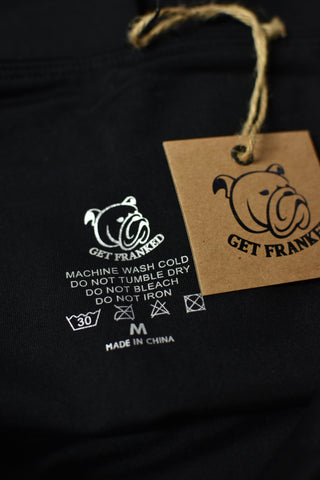 GET FRANKED
MACHINE WASH COLD
DO NOT TUMBLE DRY
DO NOT BLEACH
DO NOT IRON
30
M
MADE IN CHINA
GET FRANKED